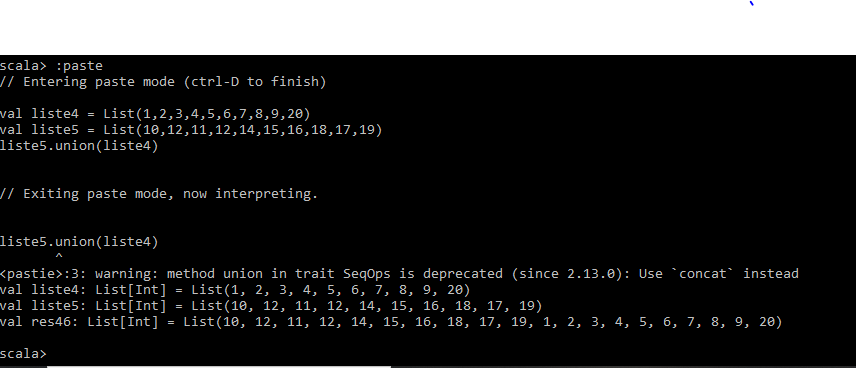 scala> :paste
// Entering paste mode (ctrl-D to finish)
val liste4 = List(1,2,3,4,5,6,7,8,9,20)
val liste5 = List(10,12,11,12,14,15,16,18,17,19)
liste5.union(liste4)
// Exiting paste mode, now interpreting.
liste5.union(liste4)
^
<pastie>:3: warning: method union in trait SeqOps is deprecated (since 2.13.0): Use `concat` instead
val liste4: List[Int] = List(1, 2, 3, 4, 5, 6, 7, 8, 9, 20)
val liste5: List[Int] = List(10, 12, 11, 12, 14, 15, 16, 18, 17, 19)
val res46: List[Int] = List(10, 12, 11, 12, 14, 15, 16, 18, 17, 19, 1, 2, 3, 4, 5, 6, 7, 8, 9, 20)
scala>